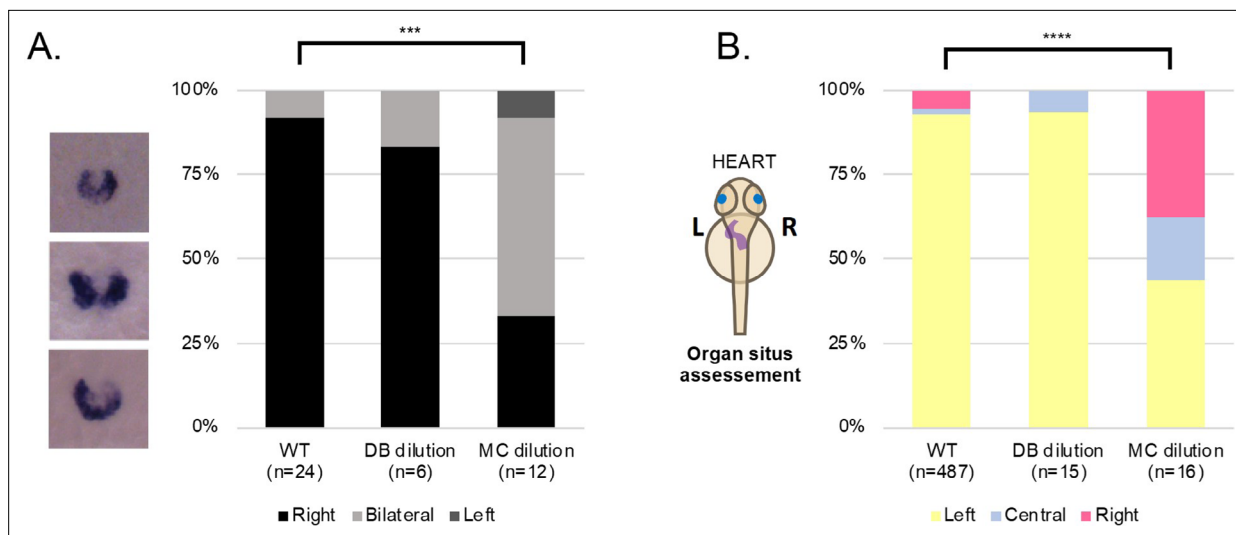 A.
***
100%
75%
50%
25%
0%
WT
(n=24)
DB dilution
(n=6)
MC dilution
(n=12)
Right Bilateral Left
B.
****
HEART
L R
Organ situs
assessement
100%
75%
50%
25%
0%
WT
(n=487)
DB dilution
(n=15)
MC dilution
(n=16)
Left Central Right